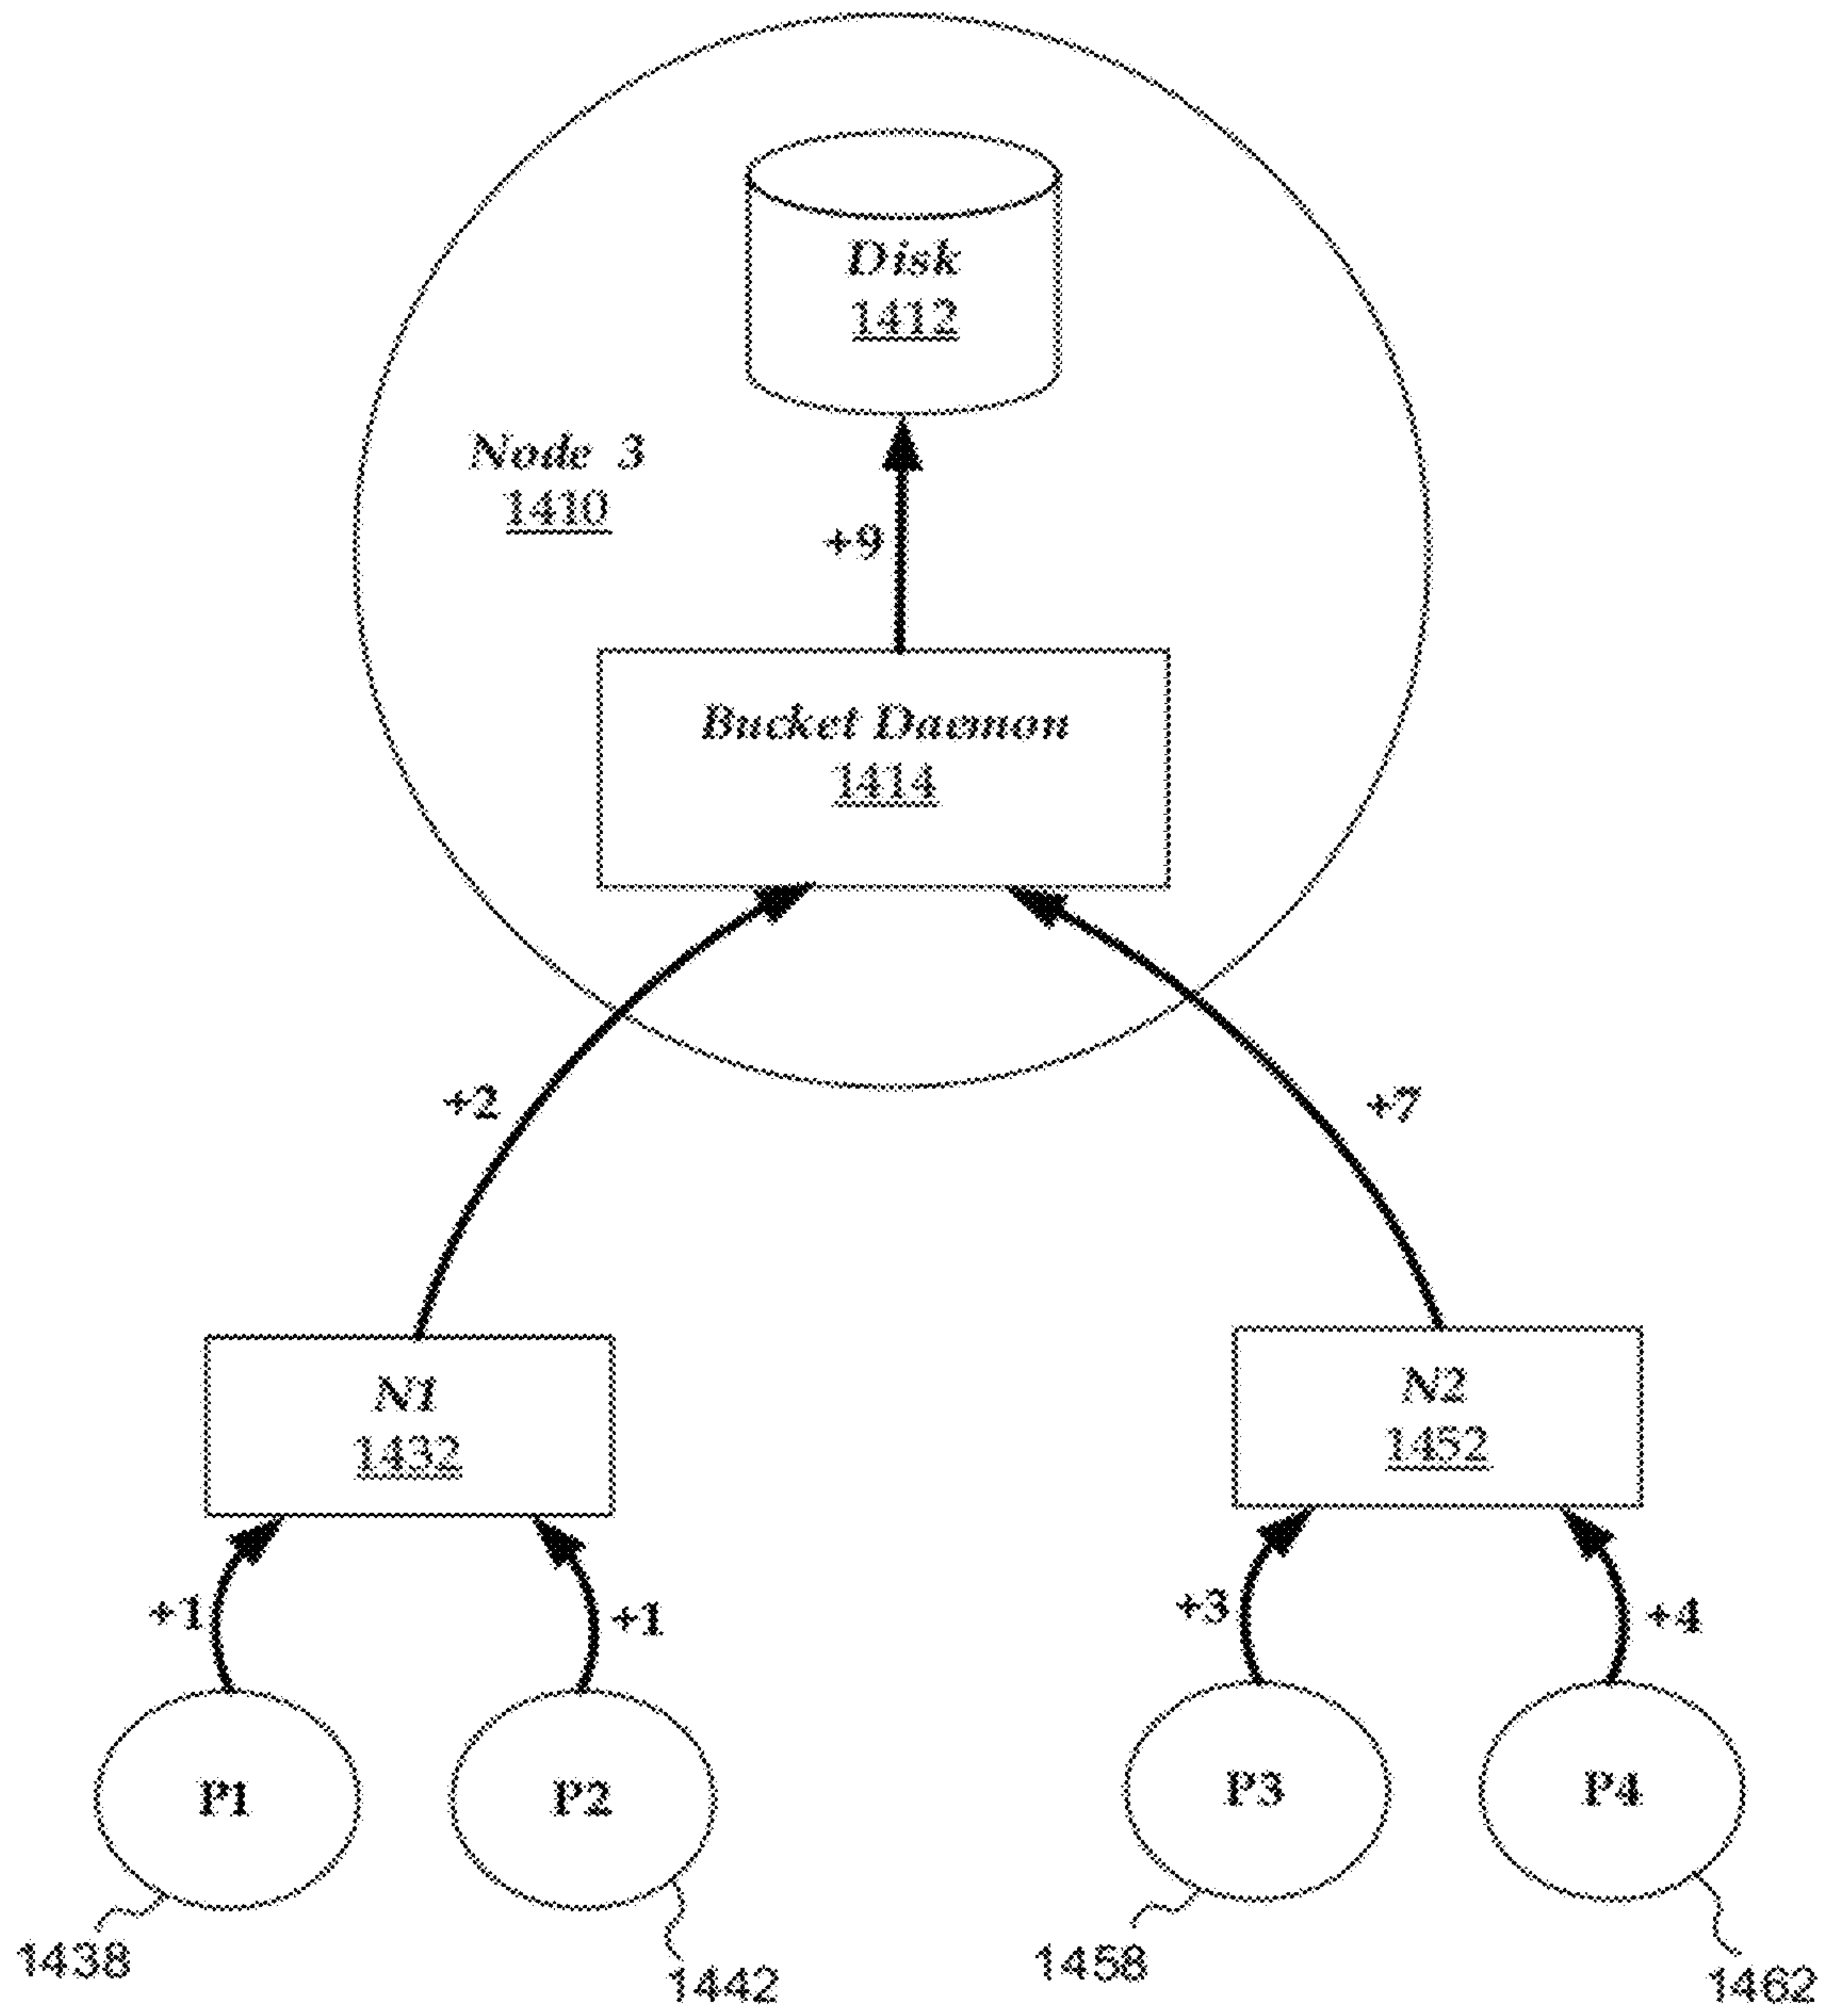 Disk
1412
Node 3
1410
+9
Bucket Daemon
1414
+2
+7
N1
1432
N2
1452
+1
+1
+3
+4
P1
P2
P3
P4
1438
1442
1458
1462